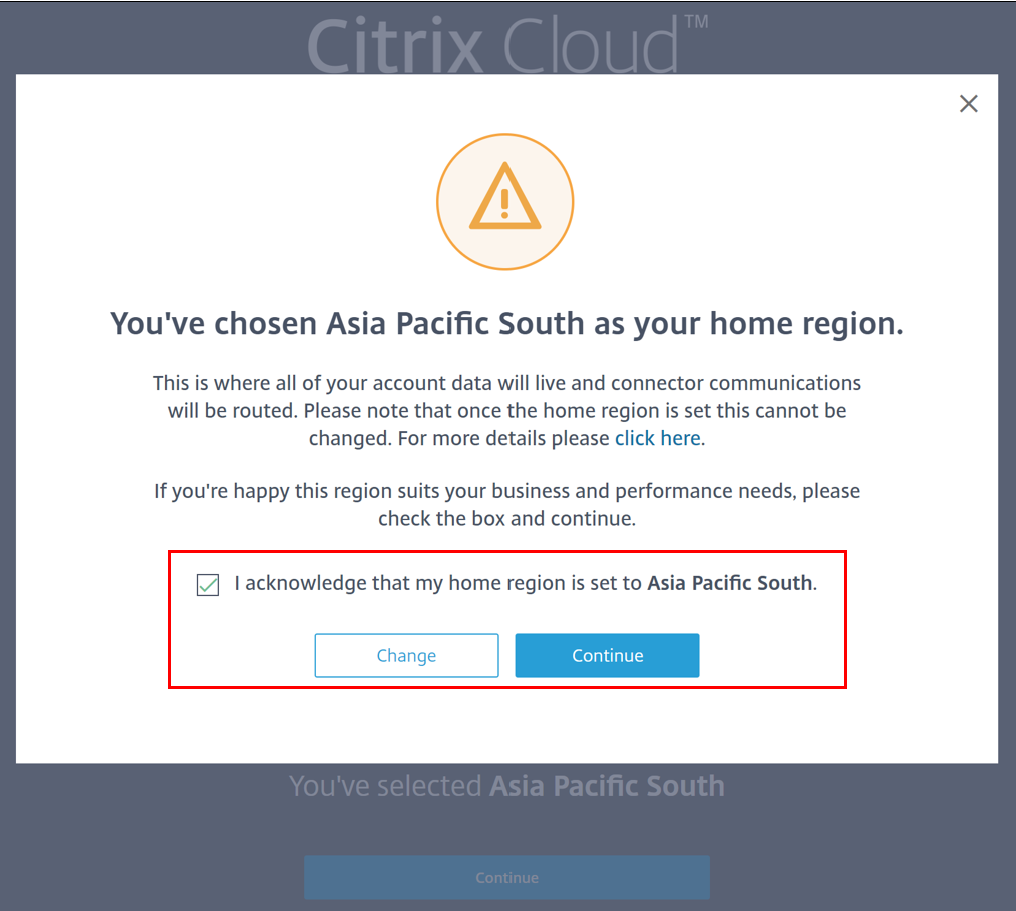 Citrix Cloud™
You've chosen Asia Pacific South as your home region.
This is where all of your account data will live and connector communications
will be routed. Please note that once the home region is set this cannot be
changed. For more details please click here.
If you're happy this region suits your business and performance needs, please
check the box and continue.
I acknowledge that my home region is set to Asia Pacific South.
Change
Continue
You've selected Asia Pacific South
Continue